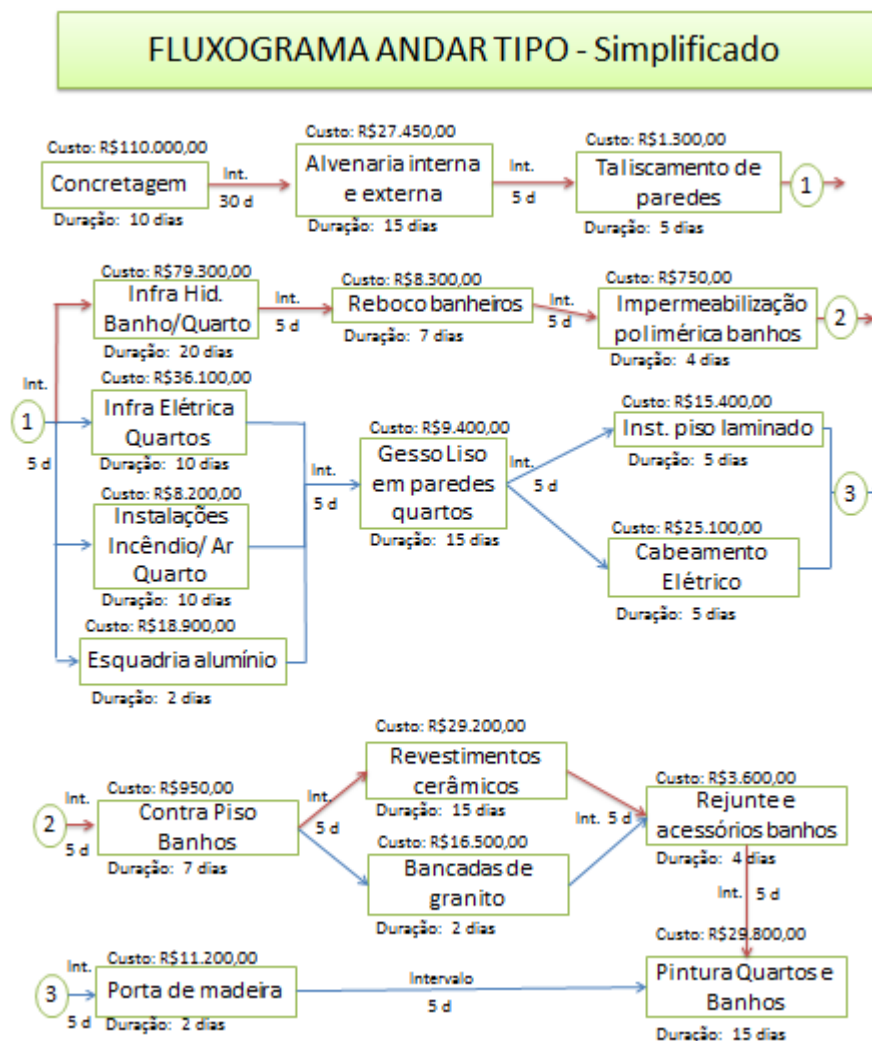 FLUXOGRAMA ANDAR TIPO - Simplificado
Custo: R$110.000,00
Concretagem
Duração: 10 dias
Int.
30 d
Custo: R$27.450,00
Alvenaria interna
e externa
Duração: 15 dias
Int.
5 d
Custo: R$1.300,00
Taliscamento de
paredes
Duração: 5 dias
1
Int.
1
5 d
Custo: R$79.300,00
Infra Hid.
Banho/Quarto
Duração: 20 dias
Int.
5 d
Custo: R$8.300,00
Reboco banheiros
Duração: 7 dias
Int.
5 d
Custo: R$750,00
Impermeabilização
polimérica banhos
Duração: 4 dias
2
Custo: R$36.100,00
Infra Elétrica
Quartos
Duração: 10 dias
Custo: R$8.200,00
Instalações
Incêndio/ Ar
Quarto
Duração: 10 dias
Custo: R$18.900,00
Esquadria alumínio
Duração: 2 dias
Int.
5 d
Custo: R$9.400,00
Gesso Liso
em paredes
quartos
Duração: 15 dias
Int.
5 d
Custo: R$15.400,00
Inst. piso laminado
Duração: 5 dias
Custo: R$25.100,00
Cabeamento
Elétrico
Duração: 5 dias
3
Int.
2
5 d
Custo: R$950,00
Contra Piso
Banhos
Duração: 7 dias
Int.
5 d
Custo: R$29.200,00
Revestimentos
cerâmicos
Duração: 15 dias
Custo: R$16.500,00
Bancadas de
granito
Duração: 2 dias
Int. 5 d
Custo: R$3.600,00
Rejunte e
acessórios banhos
Duração: 4 dias
Int. 5 d
Int.
3
5 d
Custo: R$11.200,00
Porta de madeira
Duração: 2 dias
Intervalo
5 d
Custo: R$29.800,00
Pintura Quartos e
Banhos
Duração: 15 dias